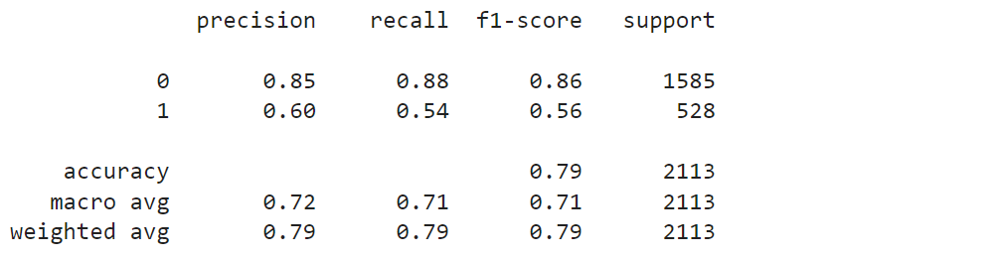 precision recall f1-score support
0 0.85 0.88 0.86 1585
1 0.60 0.54 0.56 528
accuracy 0.79 2113
macro avg 0.72 0.71 0.71 2113
weighted avg 0.79 0.79 0.79 2113